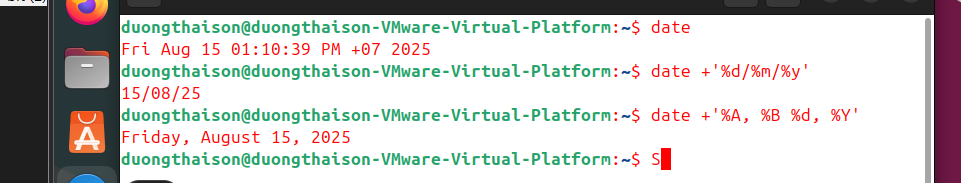 duongthaison@duongthaison-VMware-Virtual-Platform:~$ date
Fri Aug 15 01:10:39 PM +07 2025
duongthaison@duongthaison-VMware-Virtual-Platform:~$ date +'%d/%m/%y'
15/08/25
duongthaison@duongthaison-VMware-Virtual-Platform:~$ date +'%A, %B %d, %Y'
Friday, August 15, 2025
duongthaison@duongthaison-VMware-Virtual-Platform:~$ S